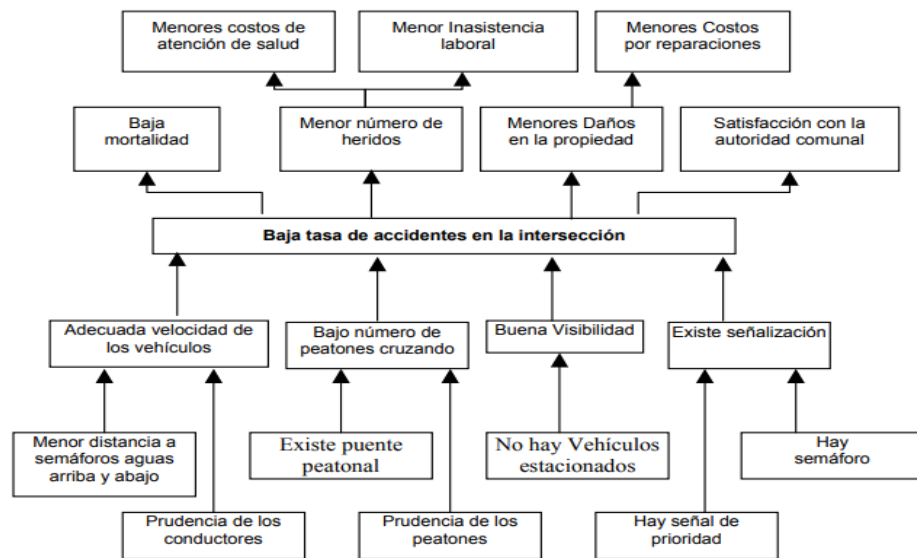 Menores costos de
atención de salud
Menor Inasistencia
laboral
Menores Costos
por reparaciones
Baja
mortalidad
Menor número de
heridos
Menores Daños
en la propiedad
Satisfacción con la
autoridad comunal
Baja tasa de accidentes en la intersección
Adecuada velocidad de
los vehículos
Bajo número de
peatones cruzando
Buena Visibilidad
Existe señalización
Menor distancia a
semáforos aguas
arriba y abajo
Existe puente
peatonal
No hay Vehículos
estacionados
Hay
semáforo
Prudencia de los
conductores
Prudencia de los
peatones
Hay señal de
prioridad